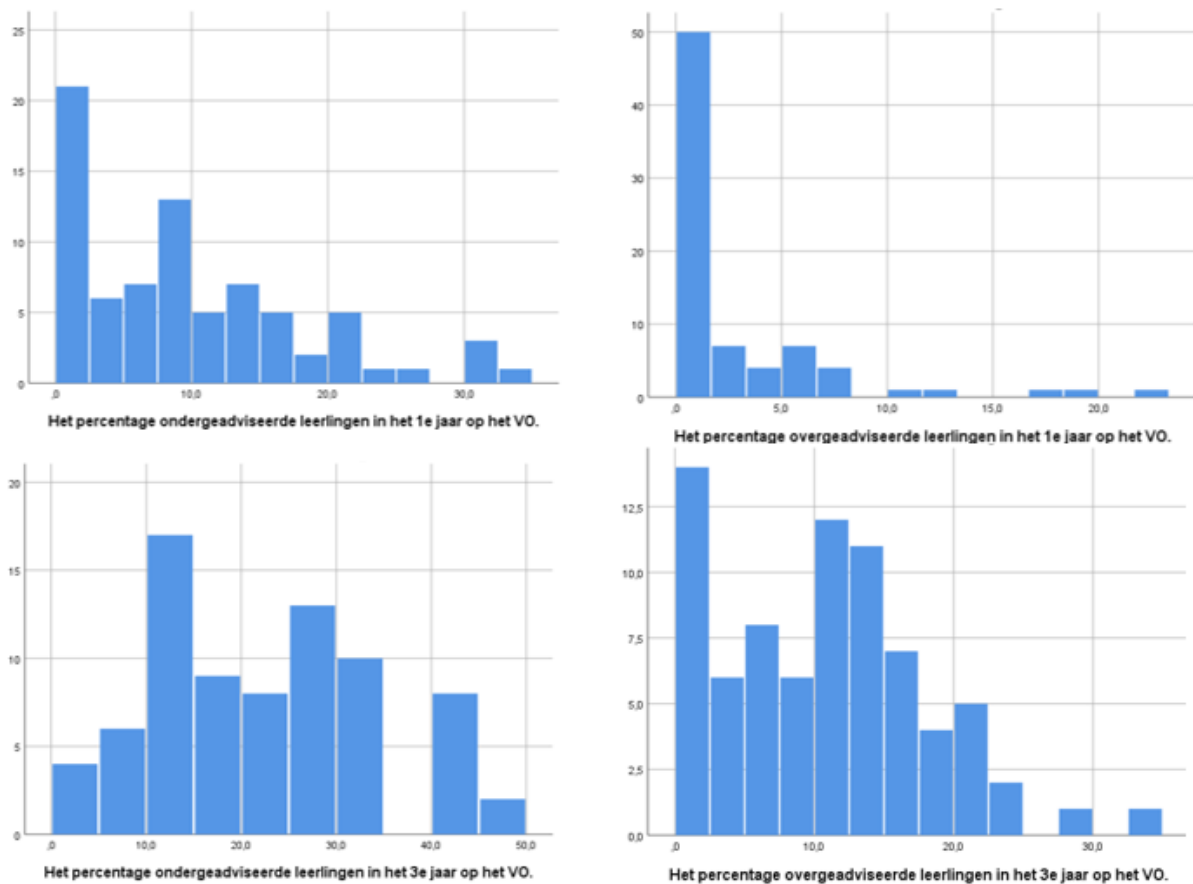 25
20
15
10
5
0
,0 10,0 20,0 30,0
Het percentage ondergeadviseerde leerlingen in het 1e jaar op het VO.
50
40
30
20
10
0
,0 5,0 10,0 15,0 20,0
Het percentage overgeadviseerde leerlingen in het 1e jaar op het VO.
20
15
10
5
0
,0 10,0 20,0 30,0 40,0 50,0
Het percentage ondergeadviseerde leerlingen in het 3e jaar op het VO.
12,5
10,0
7,5
5,0
2,5
0,0
,0 10,0 20,0 30,0
Het percentage overgeadviseerde leerlingen in het 3e jaar op het VO.